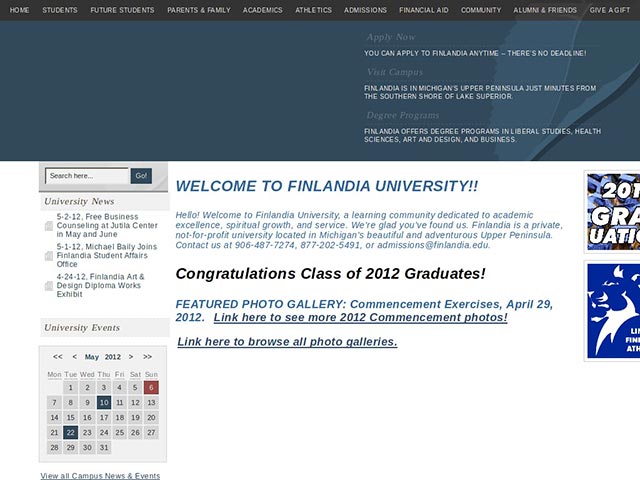 HOME STUDENTS FUTURE STUDENTS PARENTS & FAMILY ACADEMICS ATHLETICS ADMISSIONS FINANCIAL AID COMMUNITY ALUMNI & FRIENDS GIVE A GIFT
Apply Now
YOU CAN APPLY TO FINLANDIA ANYTIME – THERE'S NO DEADLINE!
Visit Campus
FINLANDIA IS IN MICHIGAN'S UPPER PENINSULA JUST MINUTES FROM
THE SOUTHERN SHORE OF LAKE SUPERIOR.
Degree Programs
FINLANDIA OFFERS DEGREE PROGRAMS IN LIBERAL STUDIES, HEALTH
SCIENCES, ART AND DESIGN, AND BUSINESS.
Search here... Go!
University News
5-2-12, Free Business
Counseling at Jutila Center
in May and June
5-1-12, Michael Baily Joins
Finlandia Student Affairs
Office
4-24-12, Finlandia Art &
Design Diploma Works
Exhibit
University Events
<< < May 2012 > >>
Mon Tue Wed Thu Fri Sat Sun
1 2 3 4 5 6
7 8 9 10 11 12 13
14 15 16 17 18 19 20
21 22 23 24 25 26 27
28 29 30 31
View all Campus News & Events
WELCOME TO FINLANDIA UNIVERSITY!!
Hello! Welcome to Finlandia University, a learning community dedicated to academic
excellence, spiritual growth, and service. We're glad you've found us. Finlandia is a private,
not-for-profit university located in Michigan's beautiful and adventurous Upper Peninsula.
Contact us at 906-487-7274, 877-202-5491, or admissions@finlandia.edu.
Congratulations Class of 2012 Graduates!
FEATURED PHOTO GALLERY: Commencement Exercises, April 29,
2012. Link here to see more 2012 Commencement photos!
Link here to browse all photo galleries.
201
GRA
UATION
LI
FINL
ATH